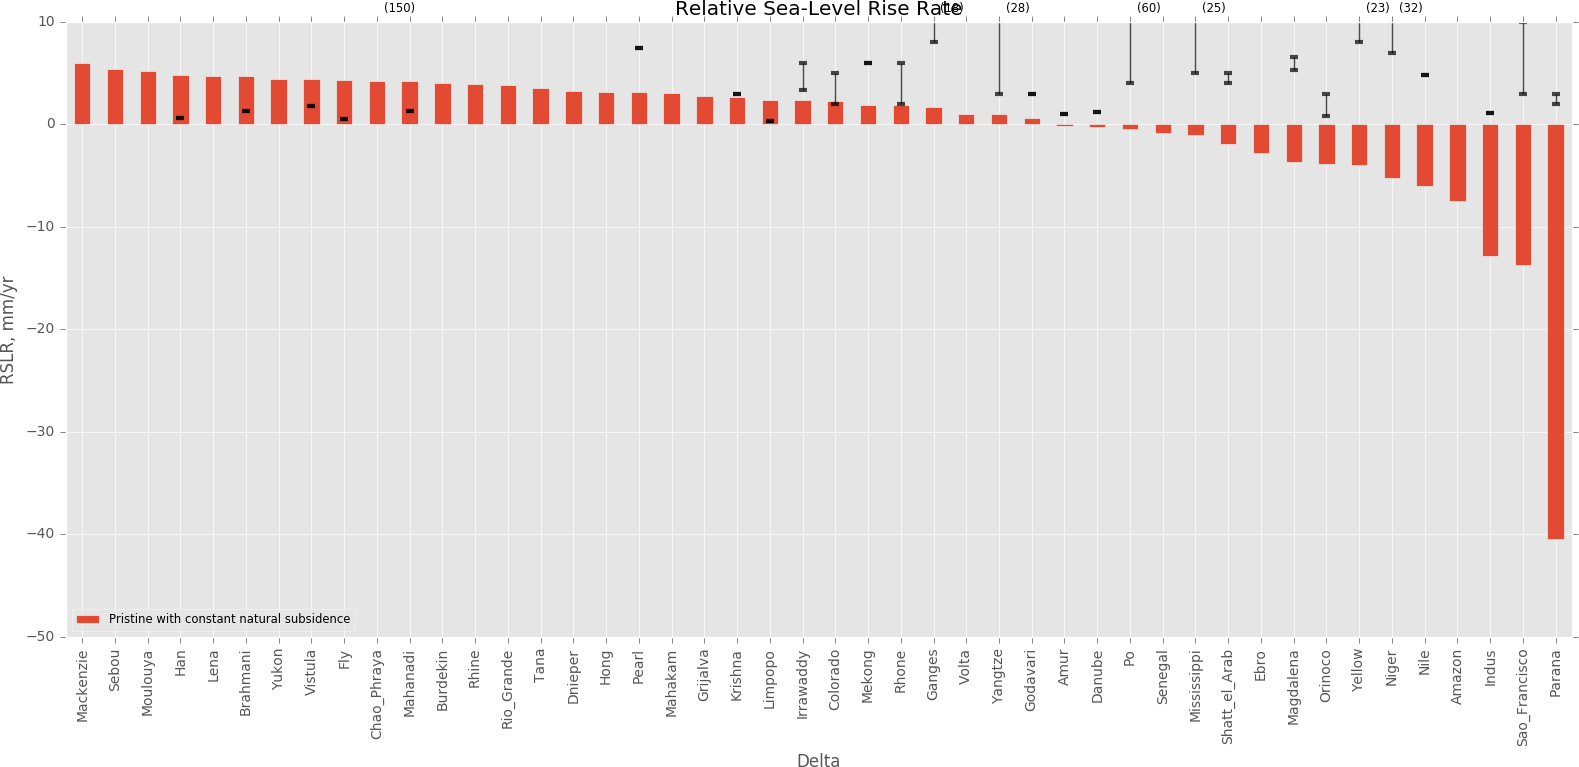 Relative Sea-Level Rise Rate
(150)
(18)
(28)
(60)
(25)
(23)
(32)
10
0
−10
−20
−30
−40
−50
RSLR, mm/yr
Pristine with constant natural subsidence
Mackenzie
Sebou
Moulouya
Han
Lena
Brahmani
Yukon
Vistula
Fly
Chao_Phraya
Mahanadi
Burdekin
Rhine
Rio_Grande
Tana
Dnieper
Hong
Pearl
Mahakam
Grijalva
Krishna
Limpopo
Irrawaddy
Colorado
Mekong
Rhone
Ganges
Volta
Yangtze
Godavari
Amur
Danube
Po
Senegal
Mississippi
Shatt_el_Arab
Ebro
Magdalena
Orinoco
Yellow
Niger
Nile
Amazon
Indus
Sao_Francisco
Parana
Delta